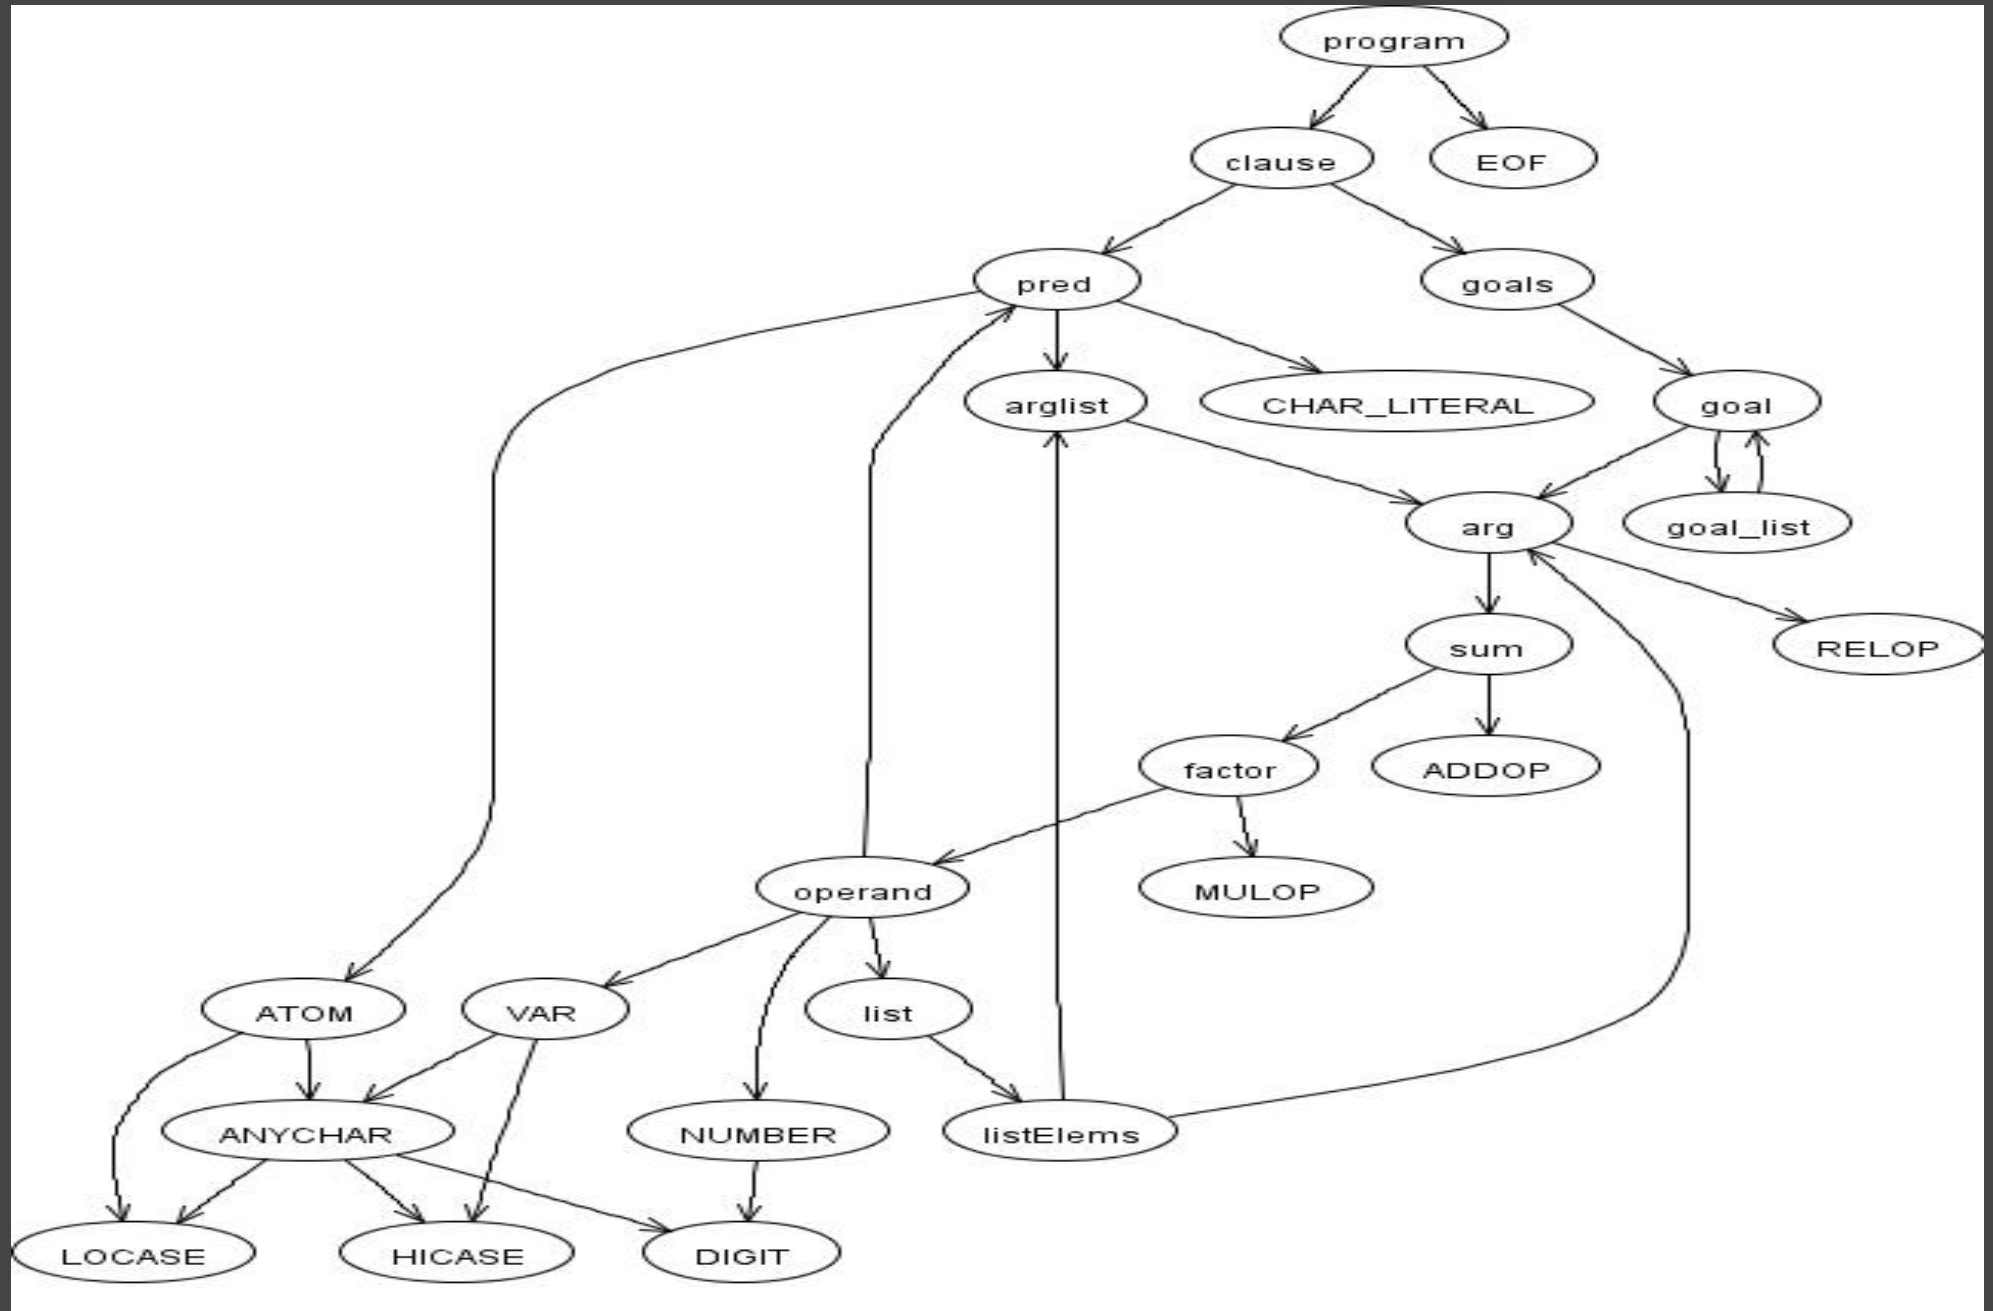 program
clause
EOF
pred
goals
arglist
CHAR_LITERAL
goal
arg
goal_list
sum
RELOP
factor
ADDOP
operand
MULOP
ATOM
VAR
list
ANYCHAR
NUMBER
listElems
LOCASE
HICASE
DIGIT